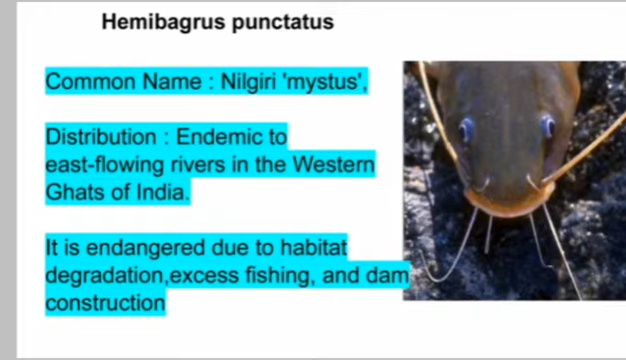 Hemibagrus punctatus
Common Name : Nilgiri 'mystus',
Distribution : Endemic to
east-flowing rivers in the Western
Ghats of India.
It is endangered due to habitat
degradation,excess fishing, and dam
construction